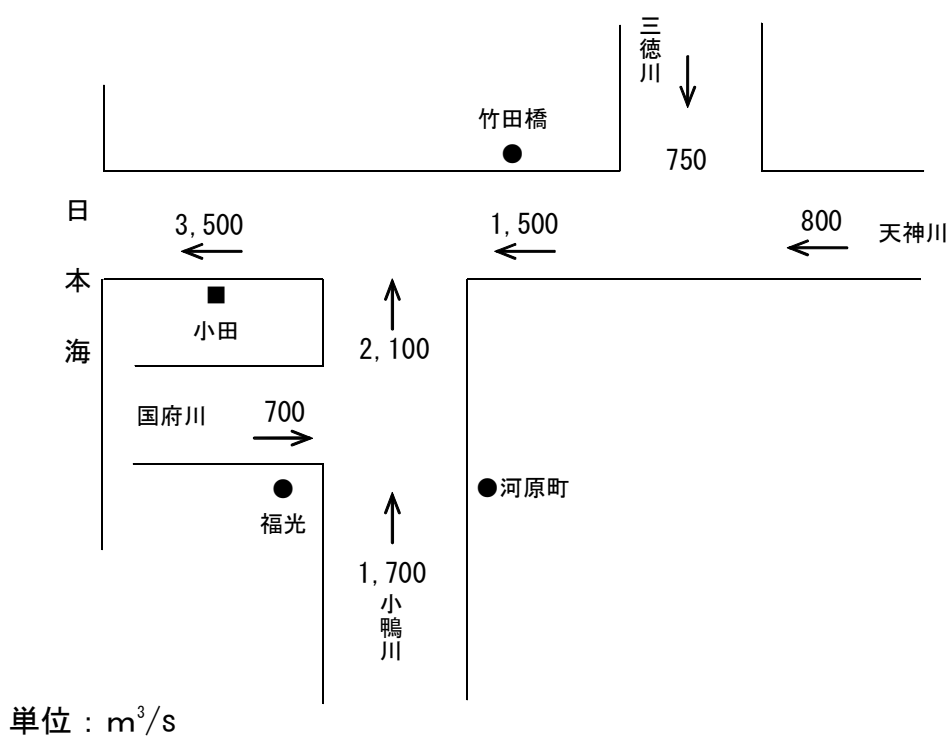 三徳川
竹田橋
750
日本海
3,500
1,500
800
天神川
小田
2,100
国府川
700
福光
河原町
1,700
小鴨川
単位：m³/s